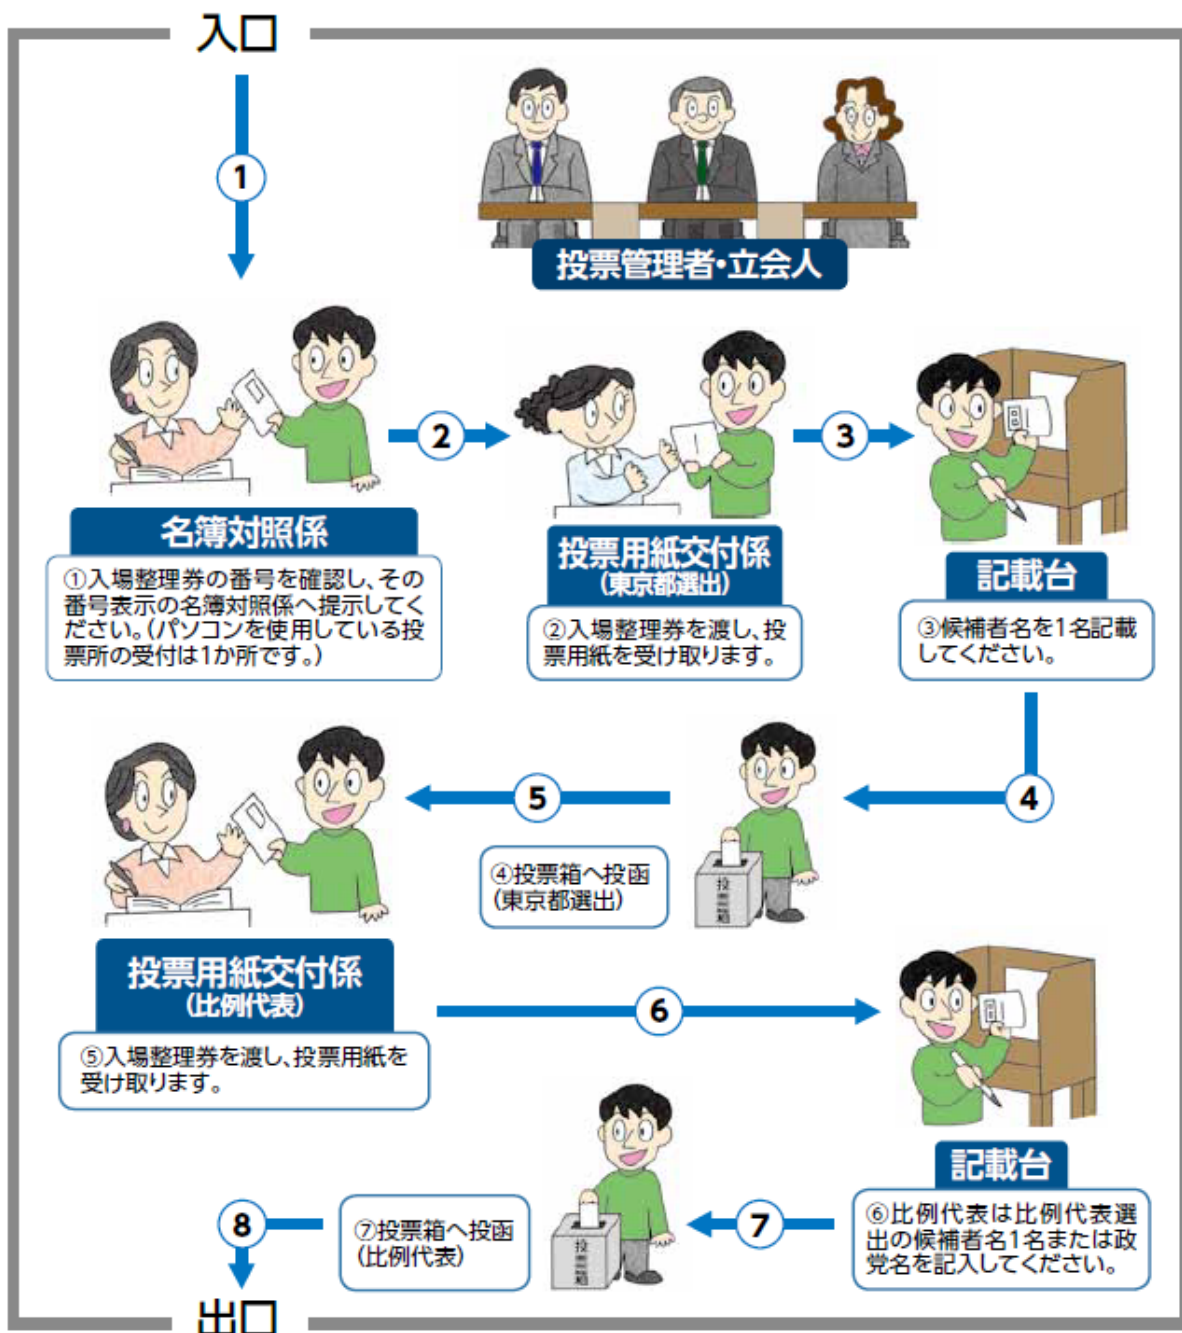 入口
1
投票管理者・立会人
2
3
名簿対照係
①入場整理券の番号を確認し、その
番号表示の名簿対照係へ提示してく
ださい。(パソコンを使用している投
票所の受付は1か所です。)
投票用紙交付係
(東京都選出)
②入場整理券を渡し、投
票用紙を受け取ります。
記載台
③候補者名を1名記載
してください。
4
5
④投票箱へ投函
(東京都選出)
投票箱
投票用紙交付係
(比例代表)
⑤入場整理券を渡し、投票用紙を
受け取ります。
6
記載台
⑥比例代表は比例代表選
出の候補者名1名または政
党名を記入してください。
7
投票箱
⑦投票箱へ投函
(比例代表)
8
出口